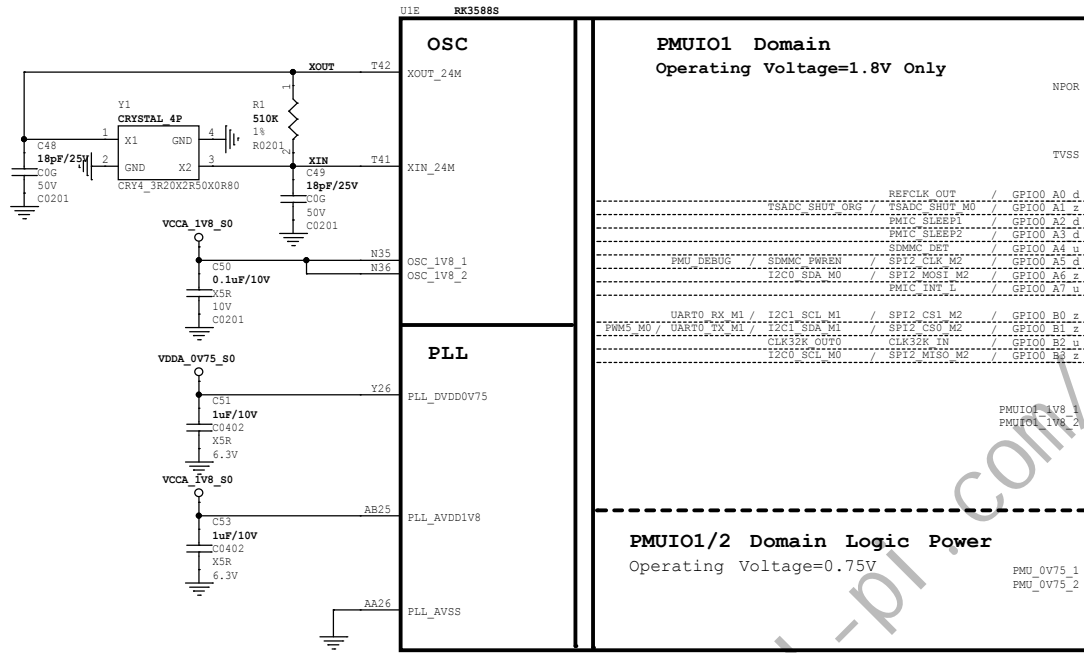 U1E RK3588S
OSC
XOUT T42 XOUT_24M
Y1
CRYSTAL_4P
1 X1 GND 4
2 GND X2 3
CRY4_3R20X2R50X0R80
R1
510K
1%
R0201
1
2
XIN T41 XIN_24M
C48
18pF/25V
C0G
50V
C0201
C49
18pF/25V
C0G
50V
C0201
VCCA_1V8_S0
N35 OSC_1V8_1
N36 OSC_1V8_2
C50
0.1uF/10V
X5R
10V
C0201
PLL
VDDA_0V75_S0
Y26 PLL_DVDD0V75
C51
1uF/10V
C0402
X5R
6.3V
VCCA_1V8_S0
AB25 PLL_AVDD1V8
C53
1uF/10V
C0402
X5R
6.3V
AA26 PLL_AVSS
PMUIO1 Domain
Operating Voltage=1.8V Only
NPOR
TVSS
REFCLK_OUT / GPIO0_A0_d
TSADC_SHUT_ORG / TSADC_SHUT_M0 / GPIO0_A1_z
PMIC_SLEEP1 / GPIO0_A2_d
PMIC_SLEEP2 / GPIO0_A3_d
SDMMC_DET / GPIO0_A4_u
PMU_DEBUG / SDMMC_PWREN / SPI2_CLK_M2 / GPIO0_A5_d
I2C0_SDA_M0 / SPI2_MOSI_M2 / GPIO0_A6_z
PMIC_INT_L / GPIO0_A7_u
UART0_RX_M1 / I2C1_SCL_M1 / SPI2_CS1_M2 / GPIO0_B0_z
PWM5_M0 / UART0_TX_M1 / I2C1_SDA_M1 / SPI2_CS0_M2 / GPIO0_B1_z
CLK32K_OUT0 / CLK32K_IN / GPIO0_B2_u
I2C0_SCL_M0 / SPI2_MISO_M2 / GPIO0_B3_z
PMUIO1_1V8_1
PMUIO1_1V8_2
PMUIO1/2 Domain Logic Power
Operating Voltage=0.75V
PMU_0V75_1
PMU_0V75_2
-pi.com/